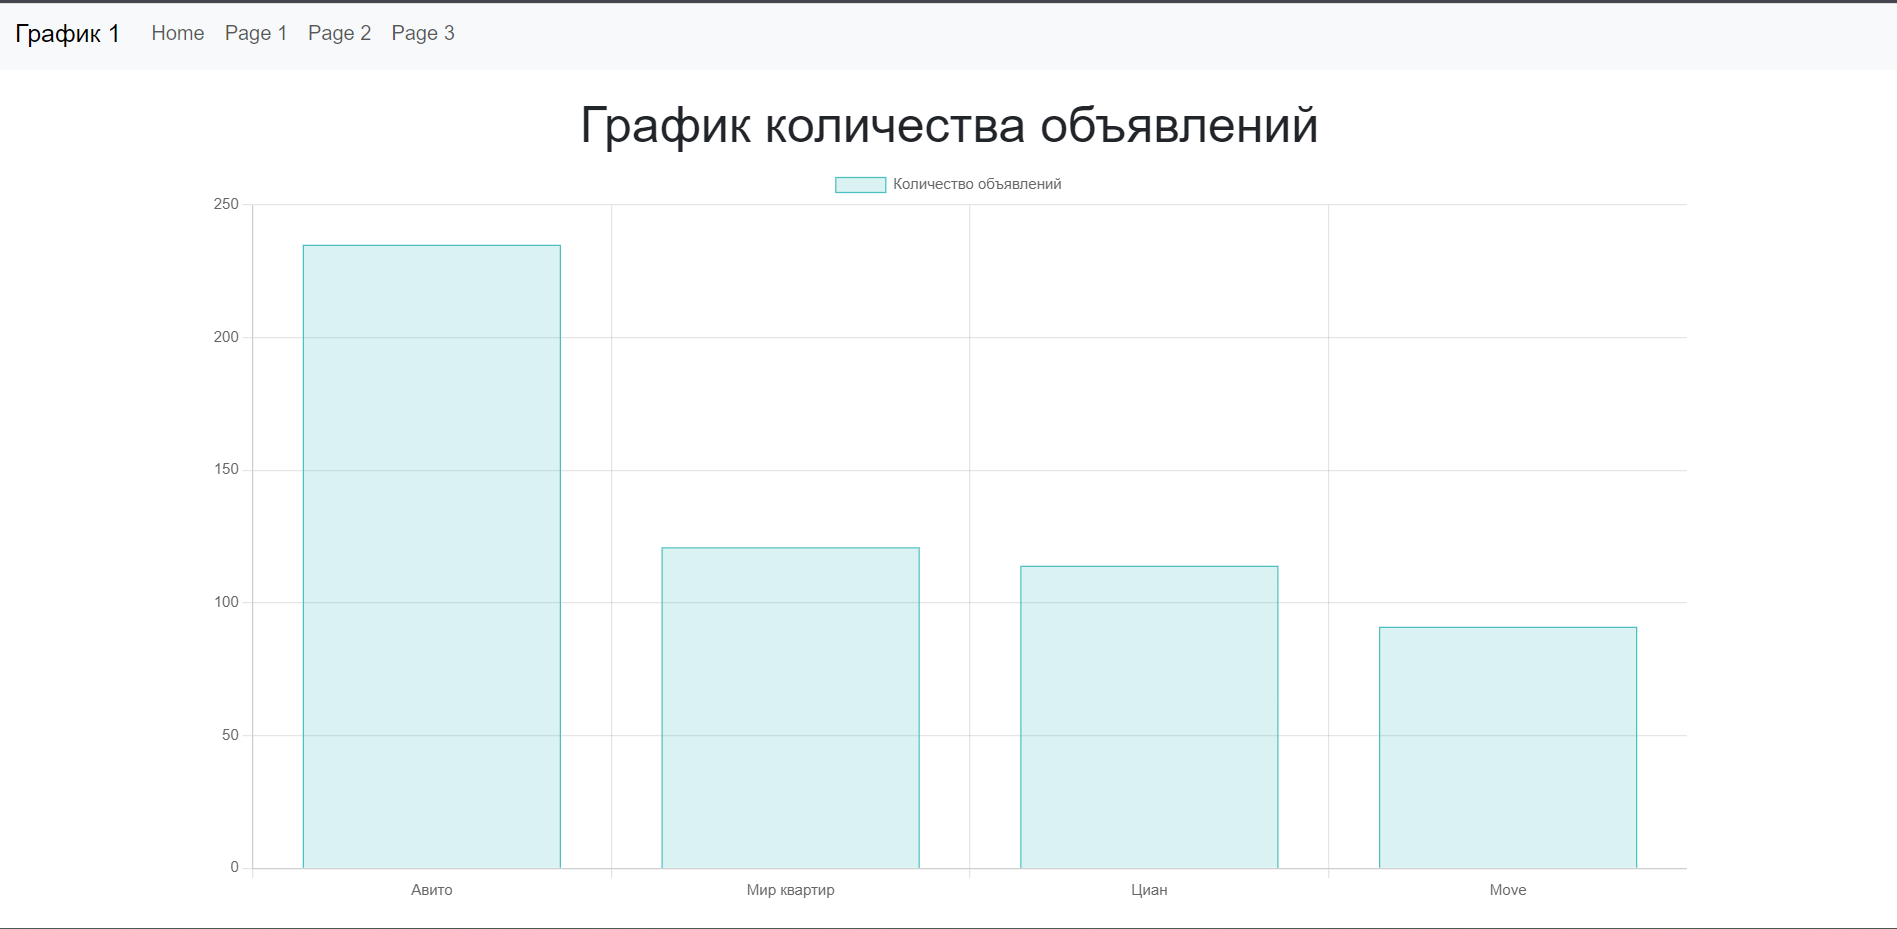 График 1 Home Page 1 Page 2 Page 3
График количества объявлений
Количество объявлений
250
200
150
100
50
0
Авито Мир квартир Циан Move